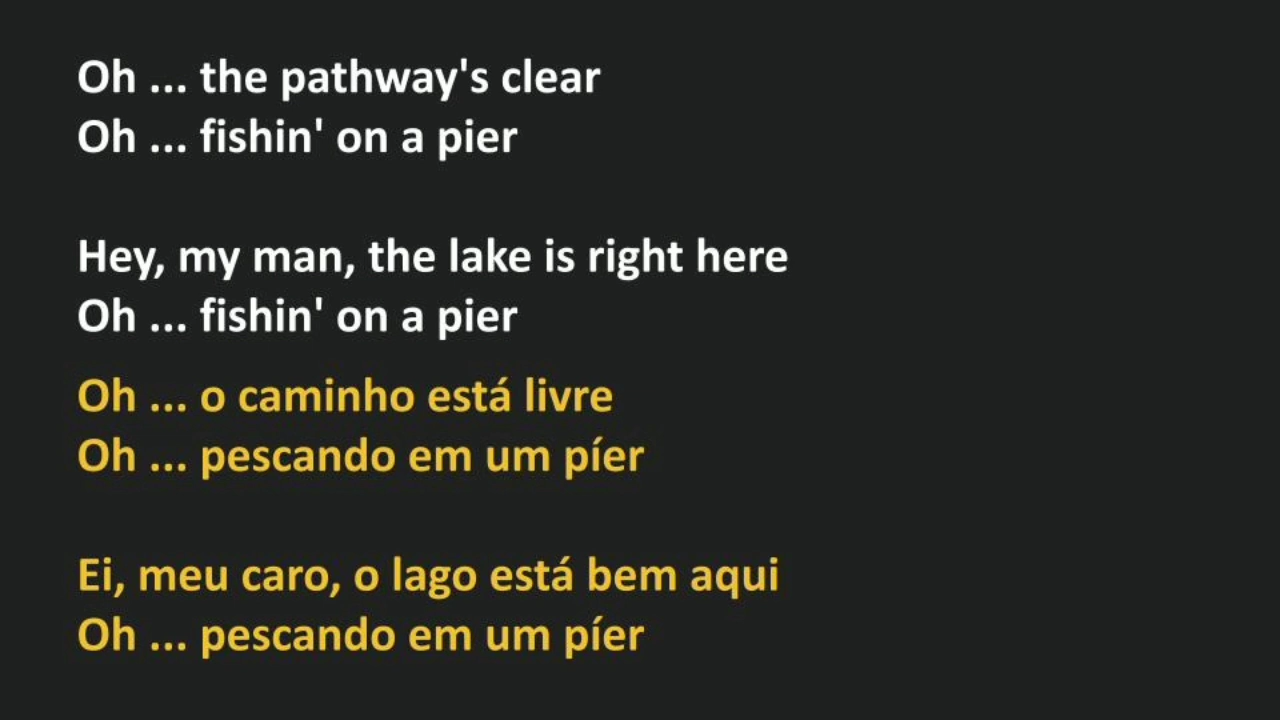 Oh ... the pathway's clear
Oh ... fishin' on a pier
Hey, my man, the lake is right here
Oh ... fishin' on a pier
Oh ... o caminho está livre
Oh ... pescando em um píer
Ei, meu caro, o lago está bem aqui
Oh ... pescando em um píer